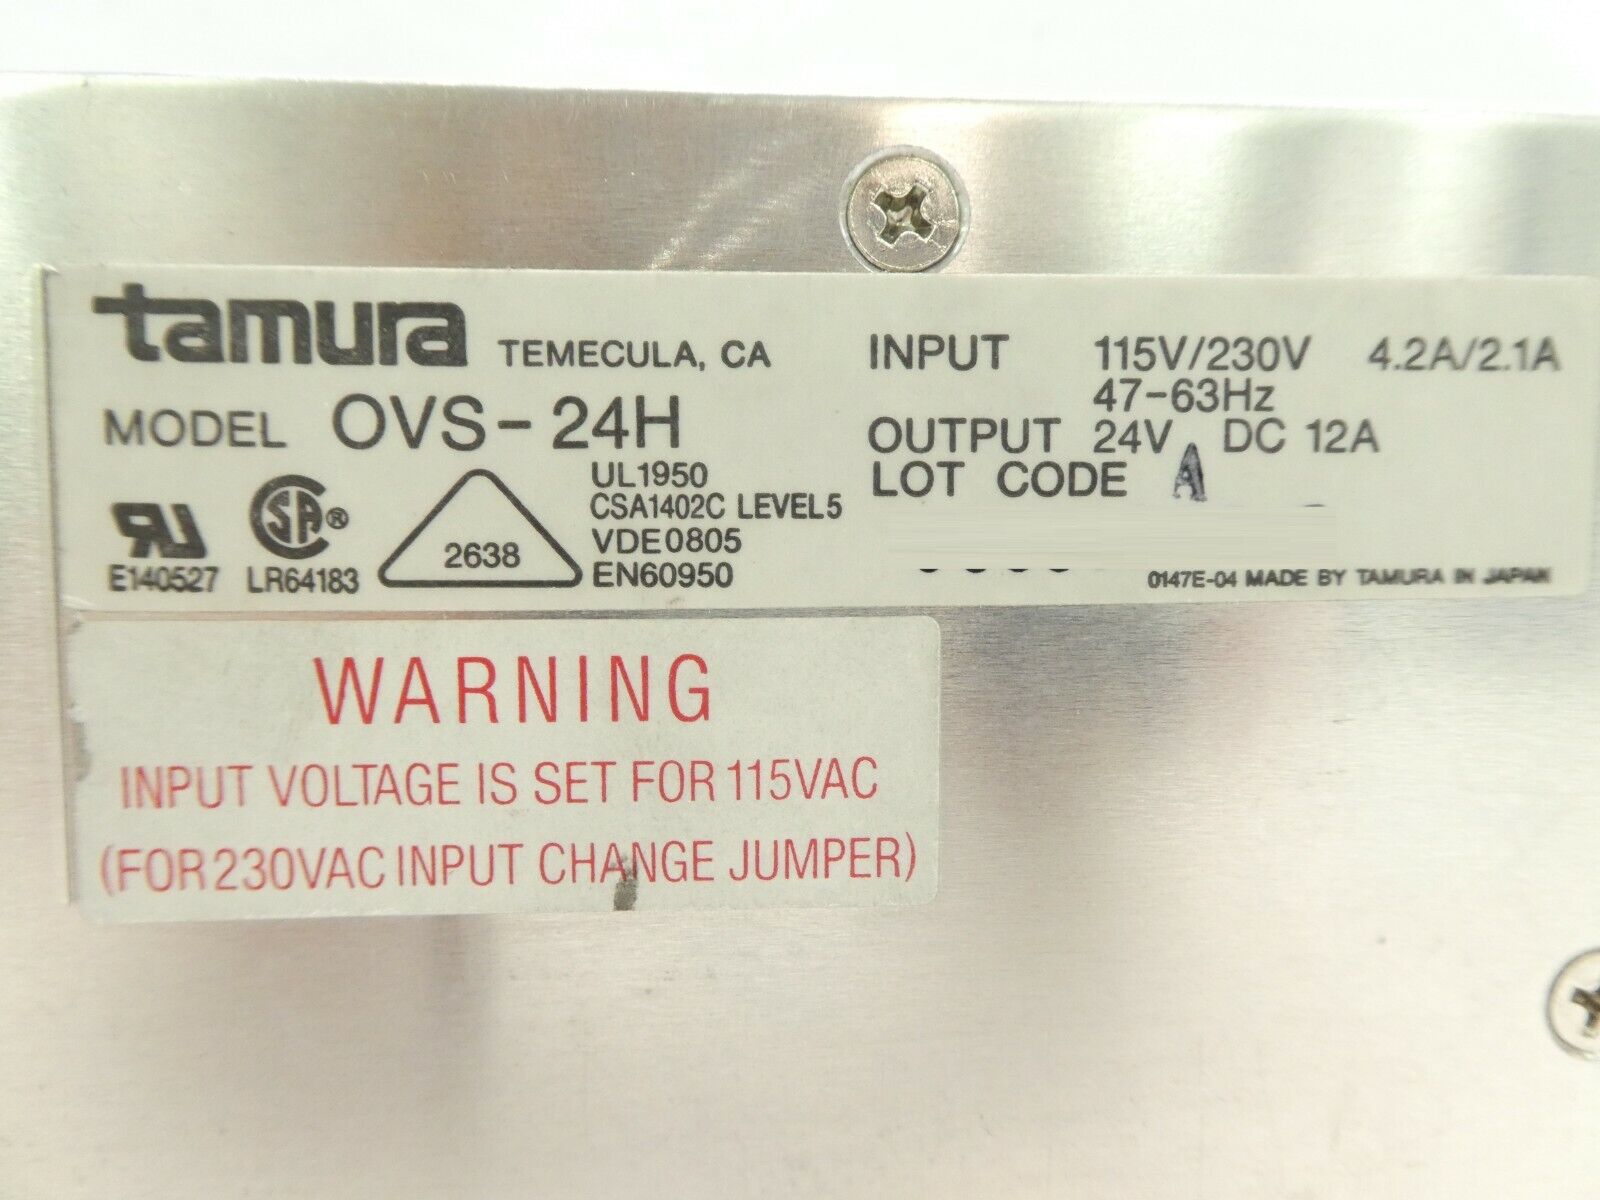 tamura TEMECULA, CA
MODEL OVS-24H
UL1950
CSA1402C LEVEL5
VDE0805
EN60950
E140527
SA®
LR64183
2638
INPUT 115V/230V 4.2A/2.1A
47-63Hz
OUTPUT 24V DC 12A
LOT CODE A
0147E-04 MADE BY TAMURA IN JAPAN
WARNING
INPUT VOLTAGE IS SET FOR 115VAC
(FOR 230VAC INPUT CHANGE JUMPER)